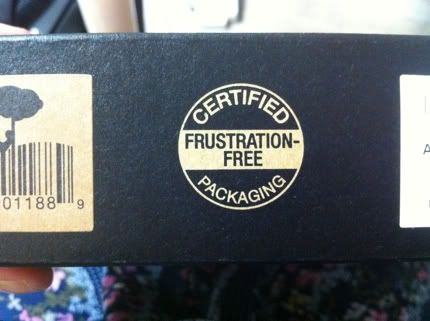 CERTIFIED
FRUSTRATION-
FREE
PACKAGING
01188 9
A